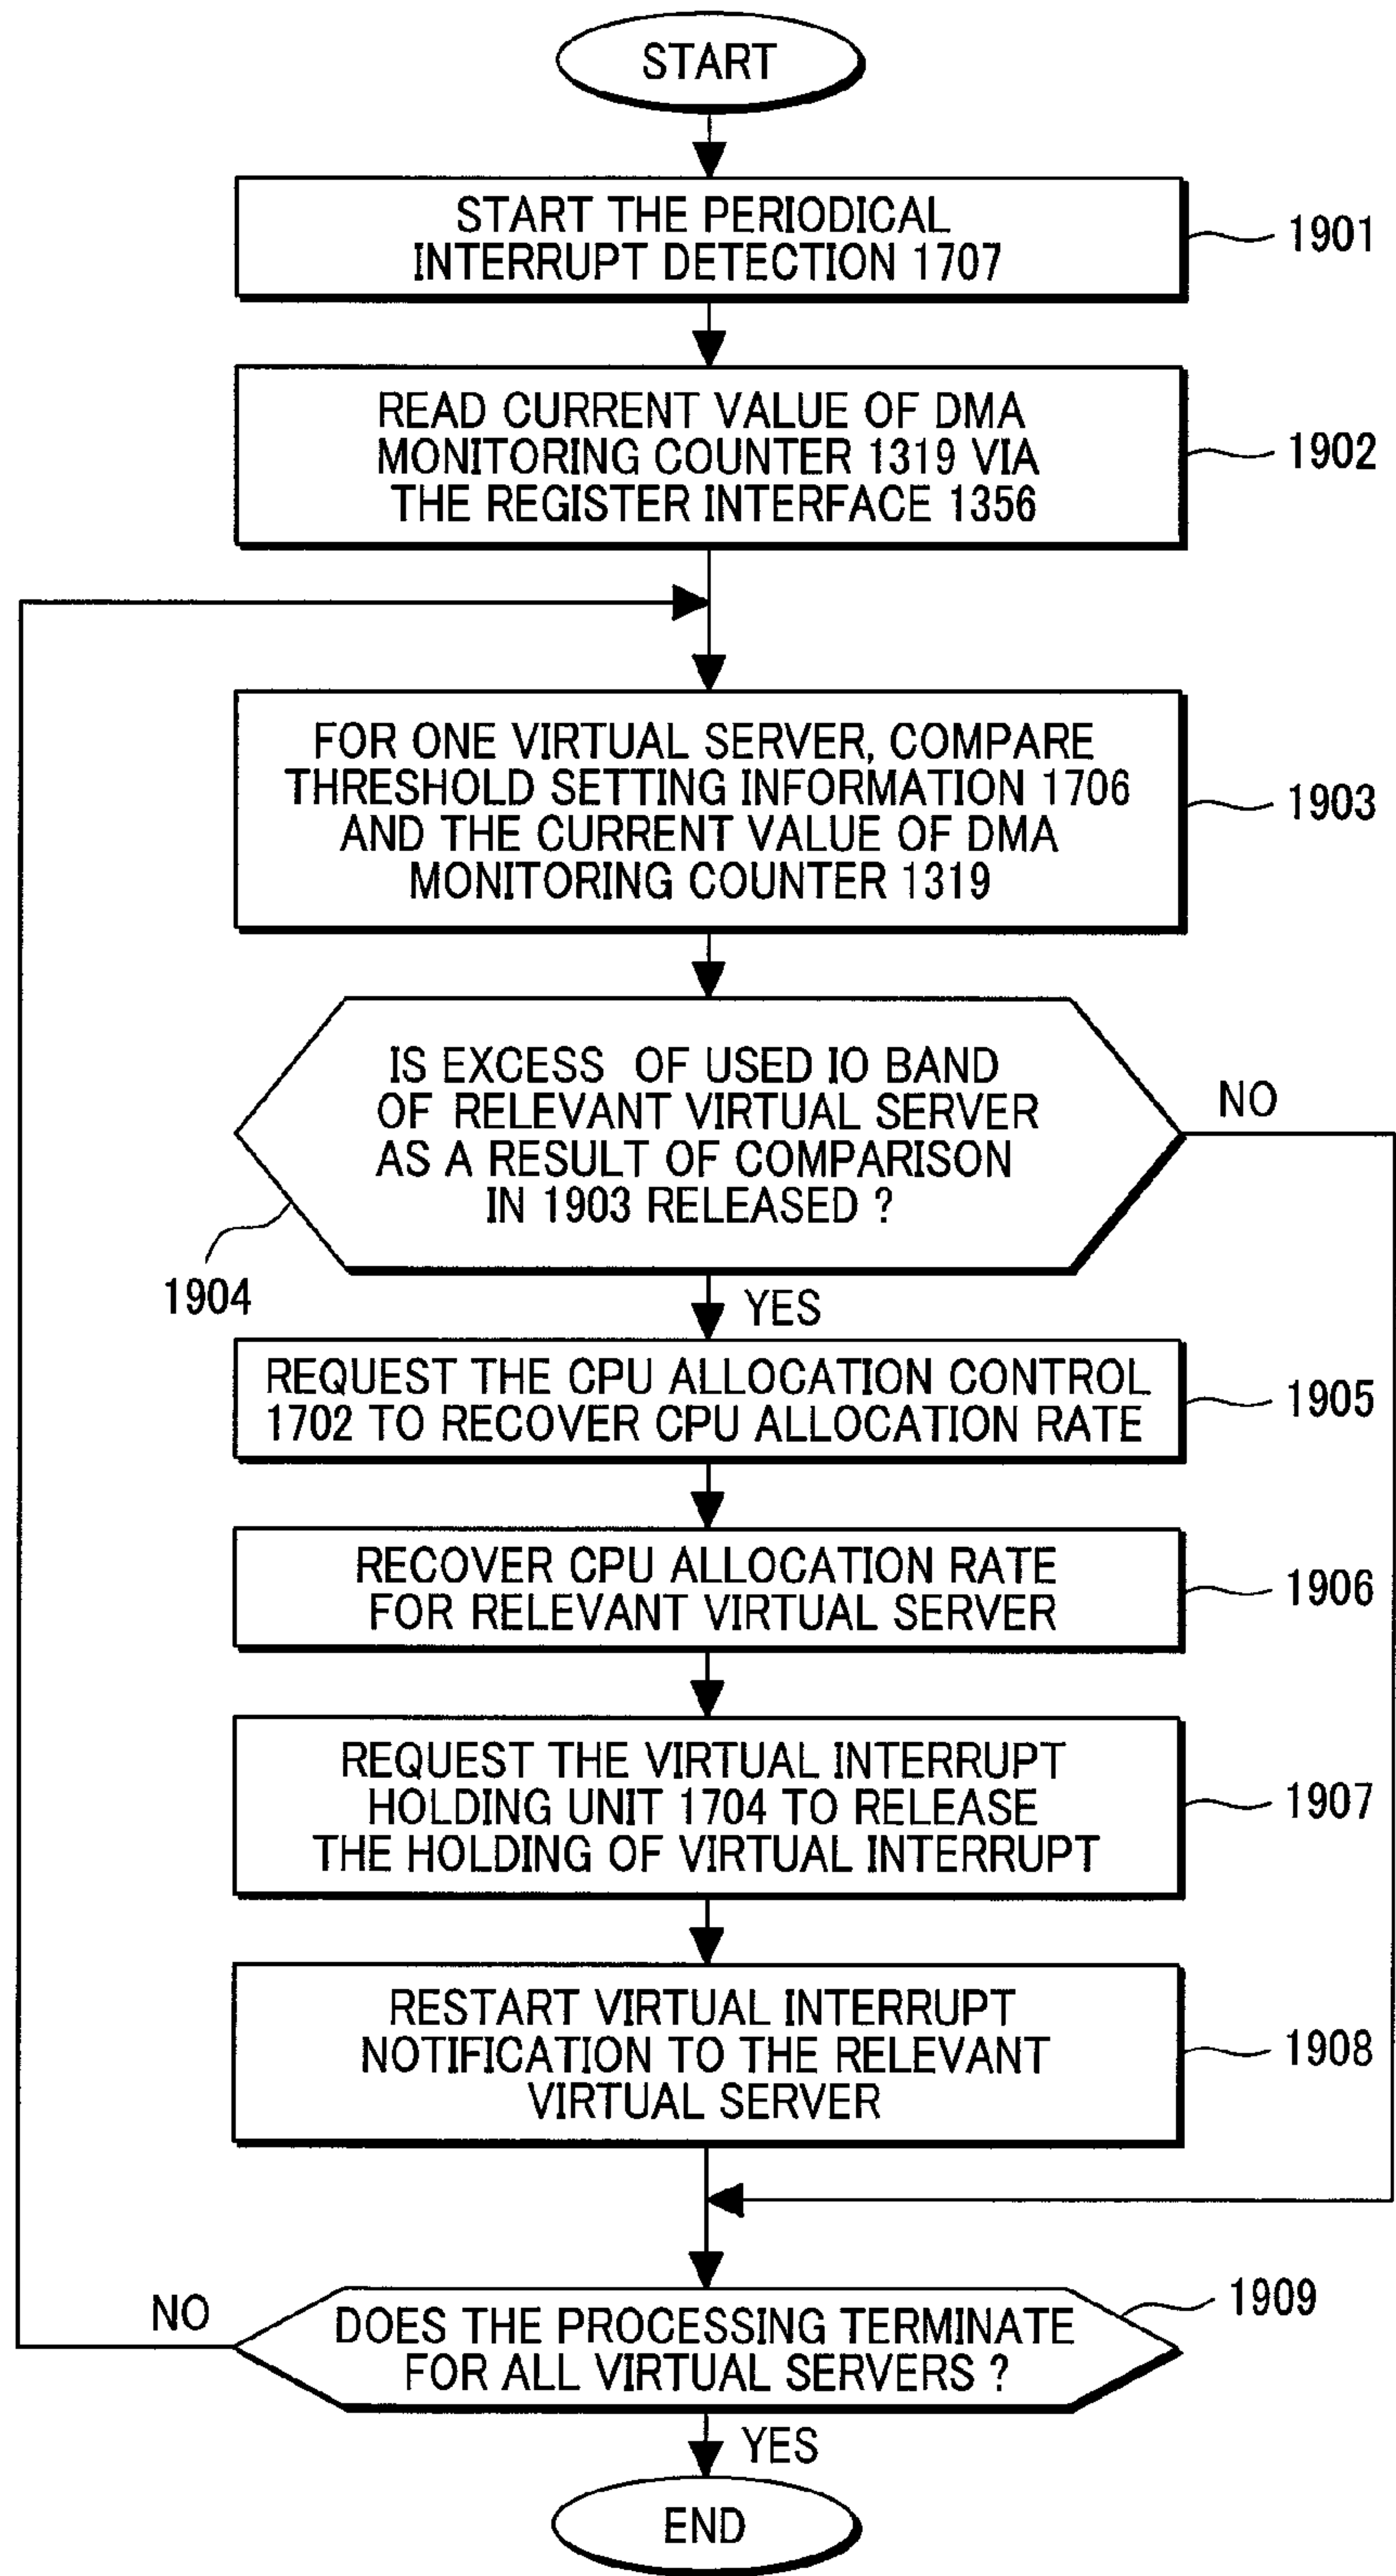 START
START THE PERIODICAL
INTERRUPT DETECTION 1707
1901
READ CURRENT VALUE OF DMA
MONITORING COUNTER 1319 VIA
THE REGISTER INTERFACE 1356
1902
FOR ONE VIRTUAL SERVER, COMPARE
THRESHOLD SETTING INFORMATION 1706
AND THE CURRENT VALUE OF DMA
MONITORING COUNTER 1319
1903
IS EXCESS OF USED IO BAND
OF RELEVANT VIRTUAL SERVER
AS A RESULT OF COMPARISON
IN 1903 RELEASED ?
NO
1904
YES
REQUEST THE CPU ALLOCATION CONTROL
1702 TO RECOVER CPU ALLOCATION RATE
1905
RECOVER CPU ALLOCATION RATE
FOR RELEVANT VIRTUAL SERVER
1906
REQUEST THE VIRTUAL INTERRUPT
HOLDING UNIT 1704 TO RELEASE
THE HOLDING OF VIRTUAL INTERRUPT
1907
RESTART VIRTUAL INTERRUPT
NOTIFICATION TO THE RELEVANT
VIRTUAL SERVER
1908
NO
DOES THE PROCESSING TERMINATE
FOR ALL VIRTUAL SERVERS ?
1909
YES
END